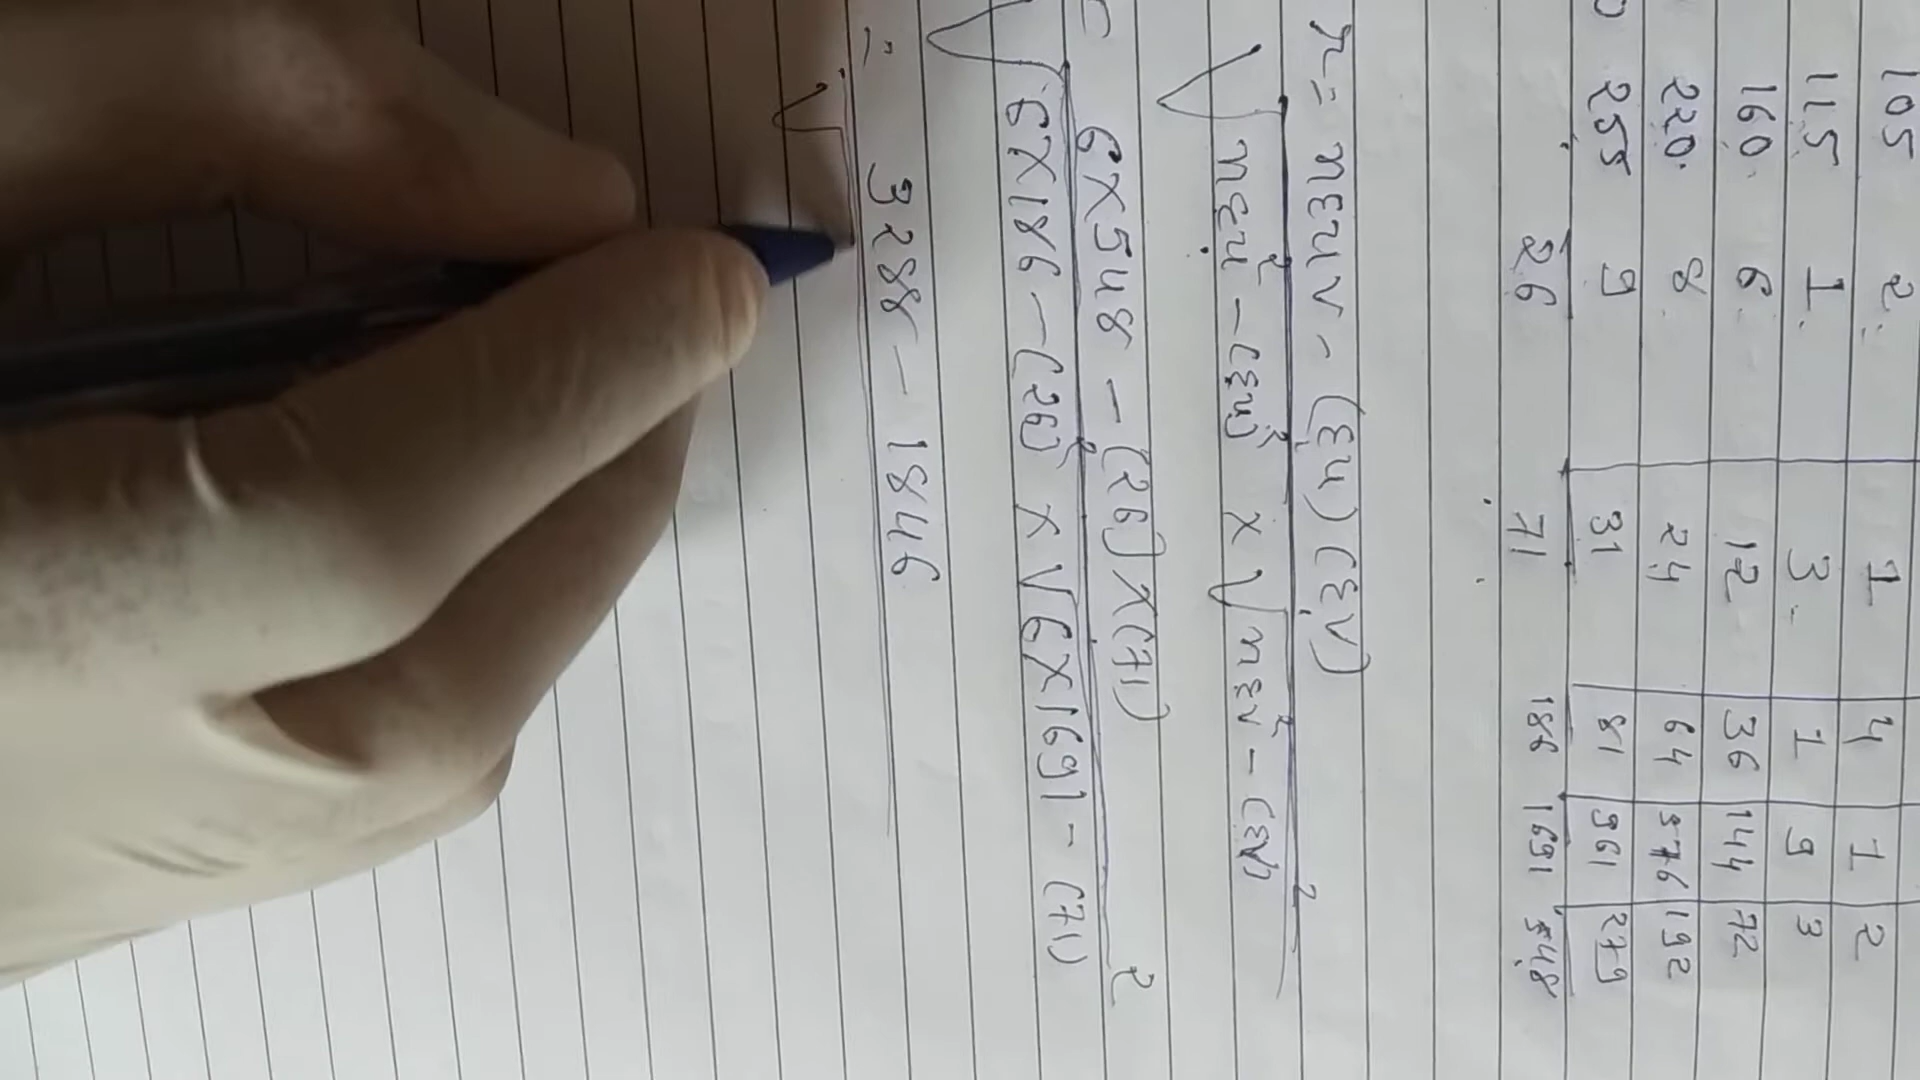 105 2 1 4 1 2
115 1 3 1 9 3
160 6 12 36 144 72
220 8 24 64 576 192
255 9 31 81 961 279
26 71 186 1691 548
r = nΣuv - (Σu)(Σv)
√nΣu² - (Σu)² × √nΣv² - (Σv)²
= 6×548 - (26)×(71)
√6×186 - (26)² × √6×1691 - (71)²
= 3288 - 1846
√